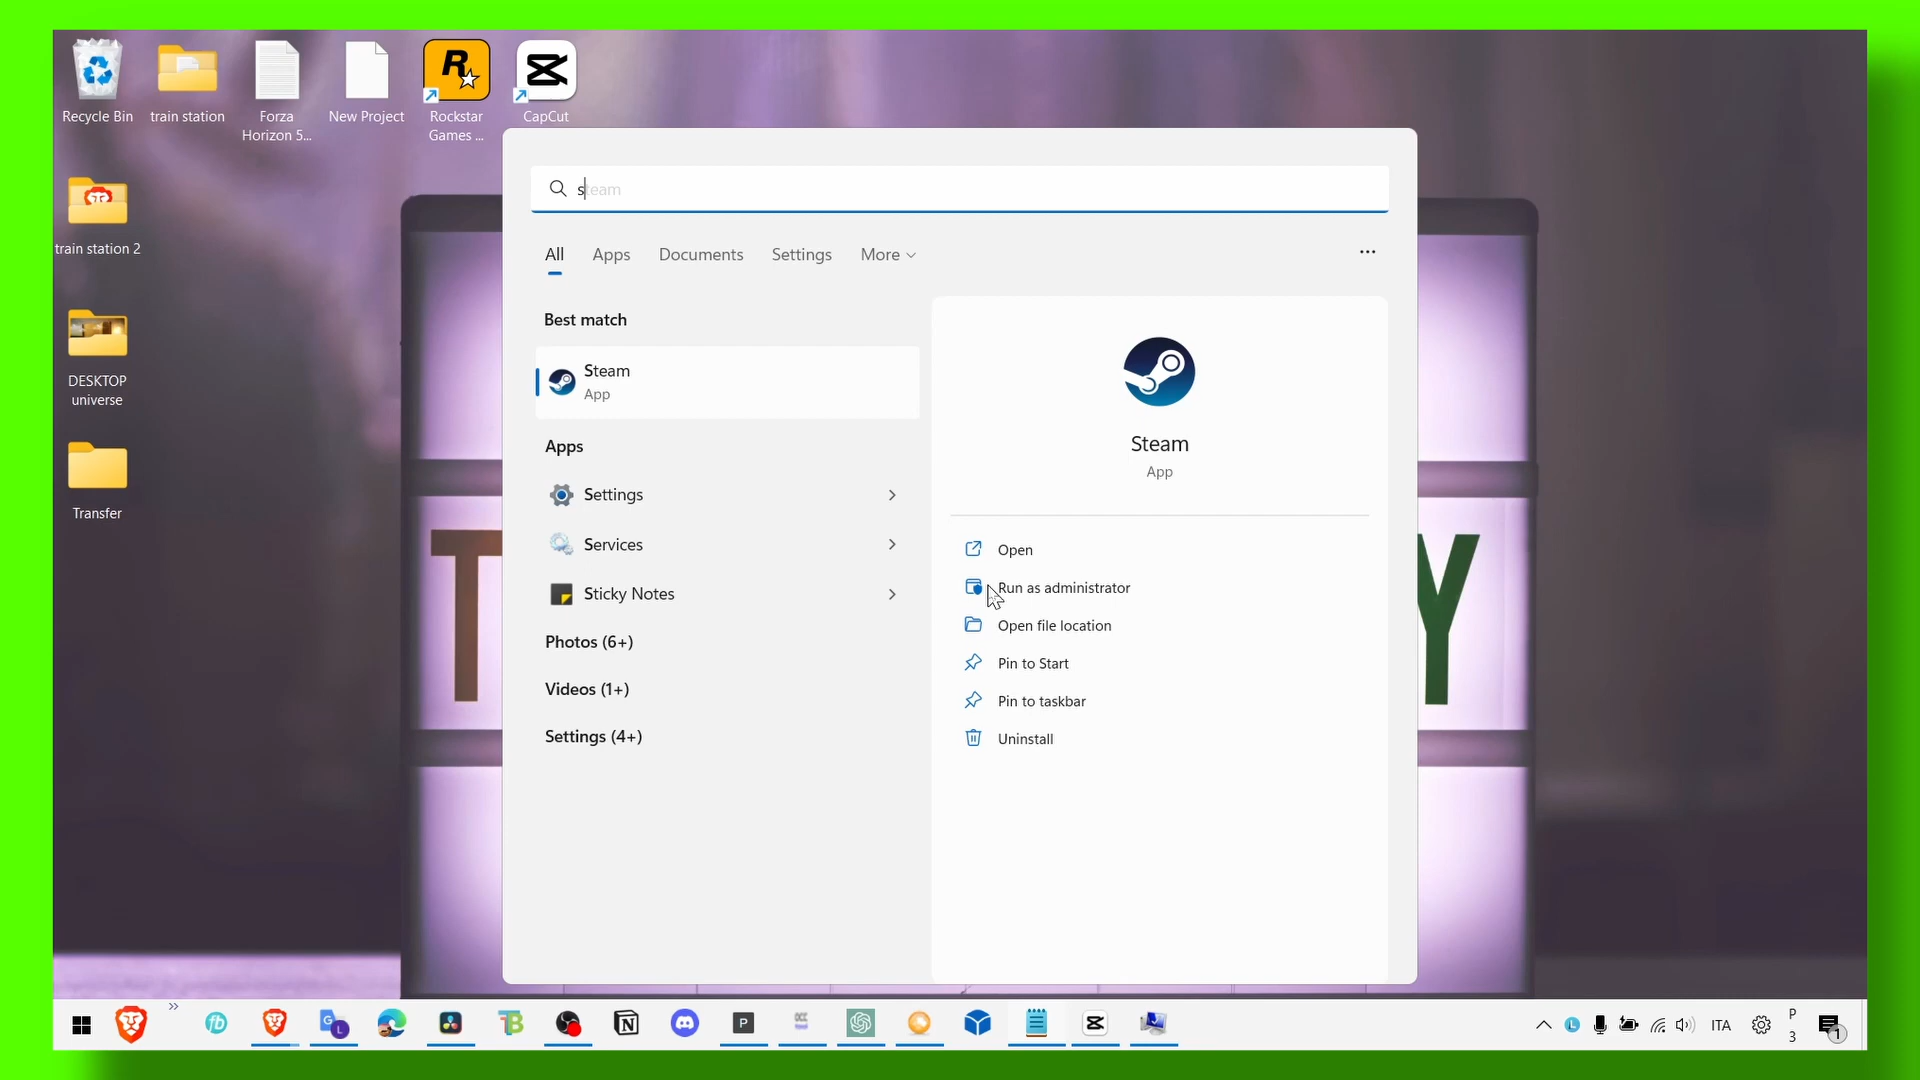 Recycle Bin
train station
Forza
Horizon 5...
New Project
Rockstar
Games ...
CapCut
train station 2
DESKTOP
universe
Transfer
steam
All
Apps
Documents
Settings
More
...
Best match
Steam
App
Apps
Settings
Services
Sticky Notes
Photos (6+)
Videos (1+)
Settings (4+)
Steam
App
Open
Run as administrator
Open file location
Pin to Start
Pin to taskbar
Uninstall
T
Y
ITA
P
3
1